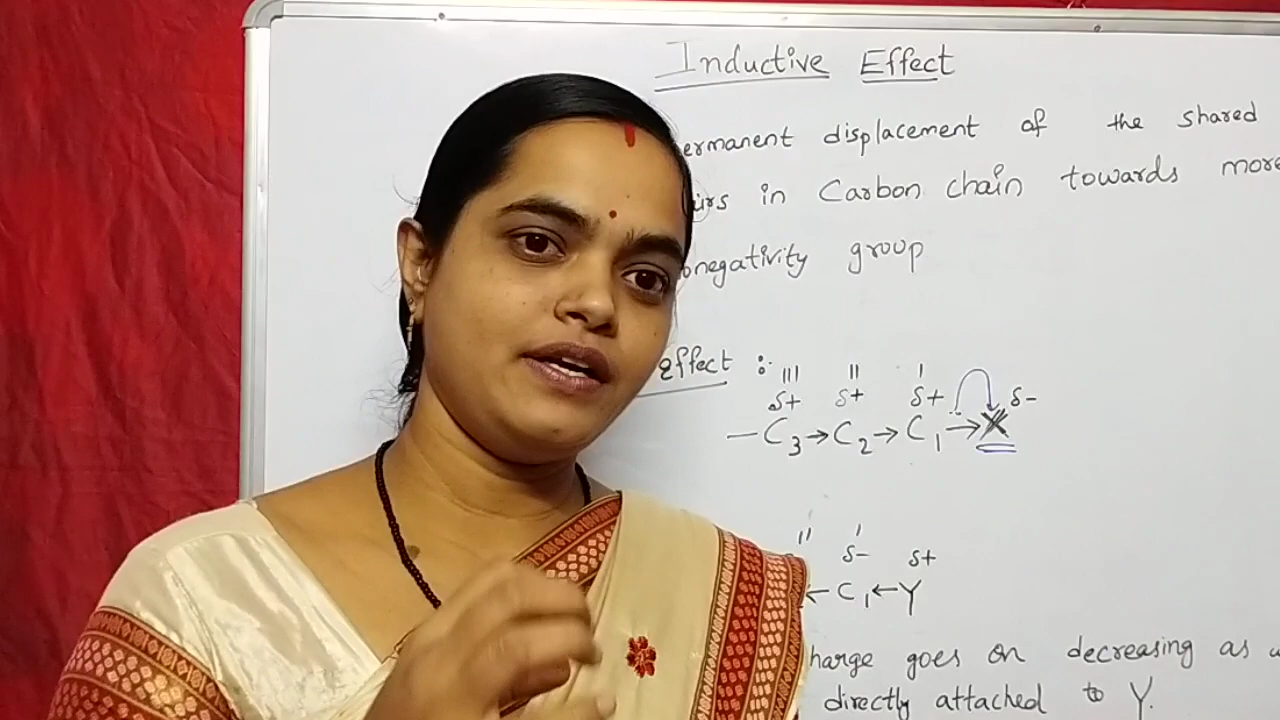 Inductive Effect
ermanent displacement of the shared
irs in Carbon chain towards more
onegativity group
effect :
''' '' '
δ+ δ+ δ+ δ-
— C₃ → C₂ → C₁ → X
'' '
δ- δ+
← C₁ ← Y
harge goes on decreasing as
directly attached to Y.